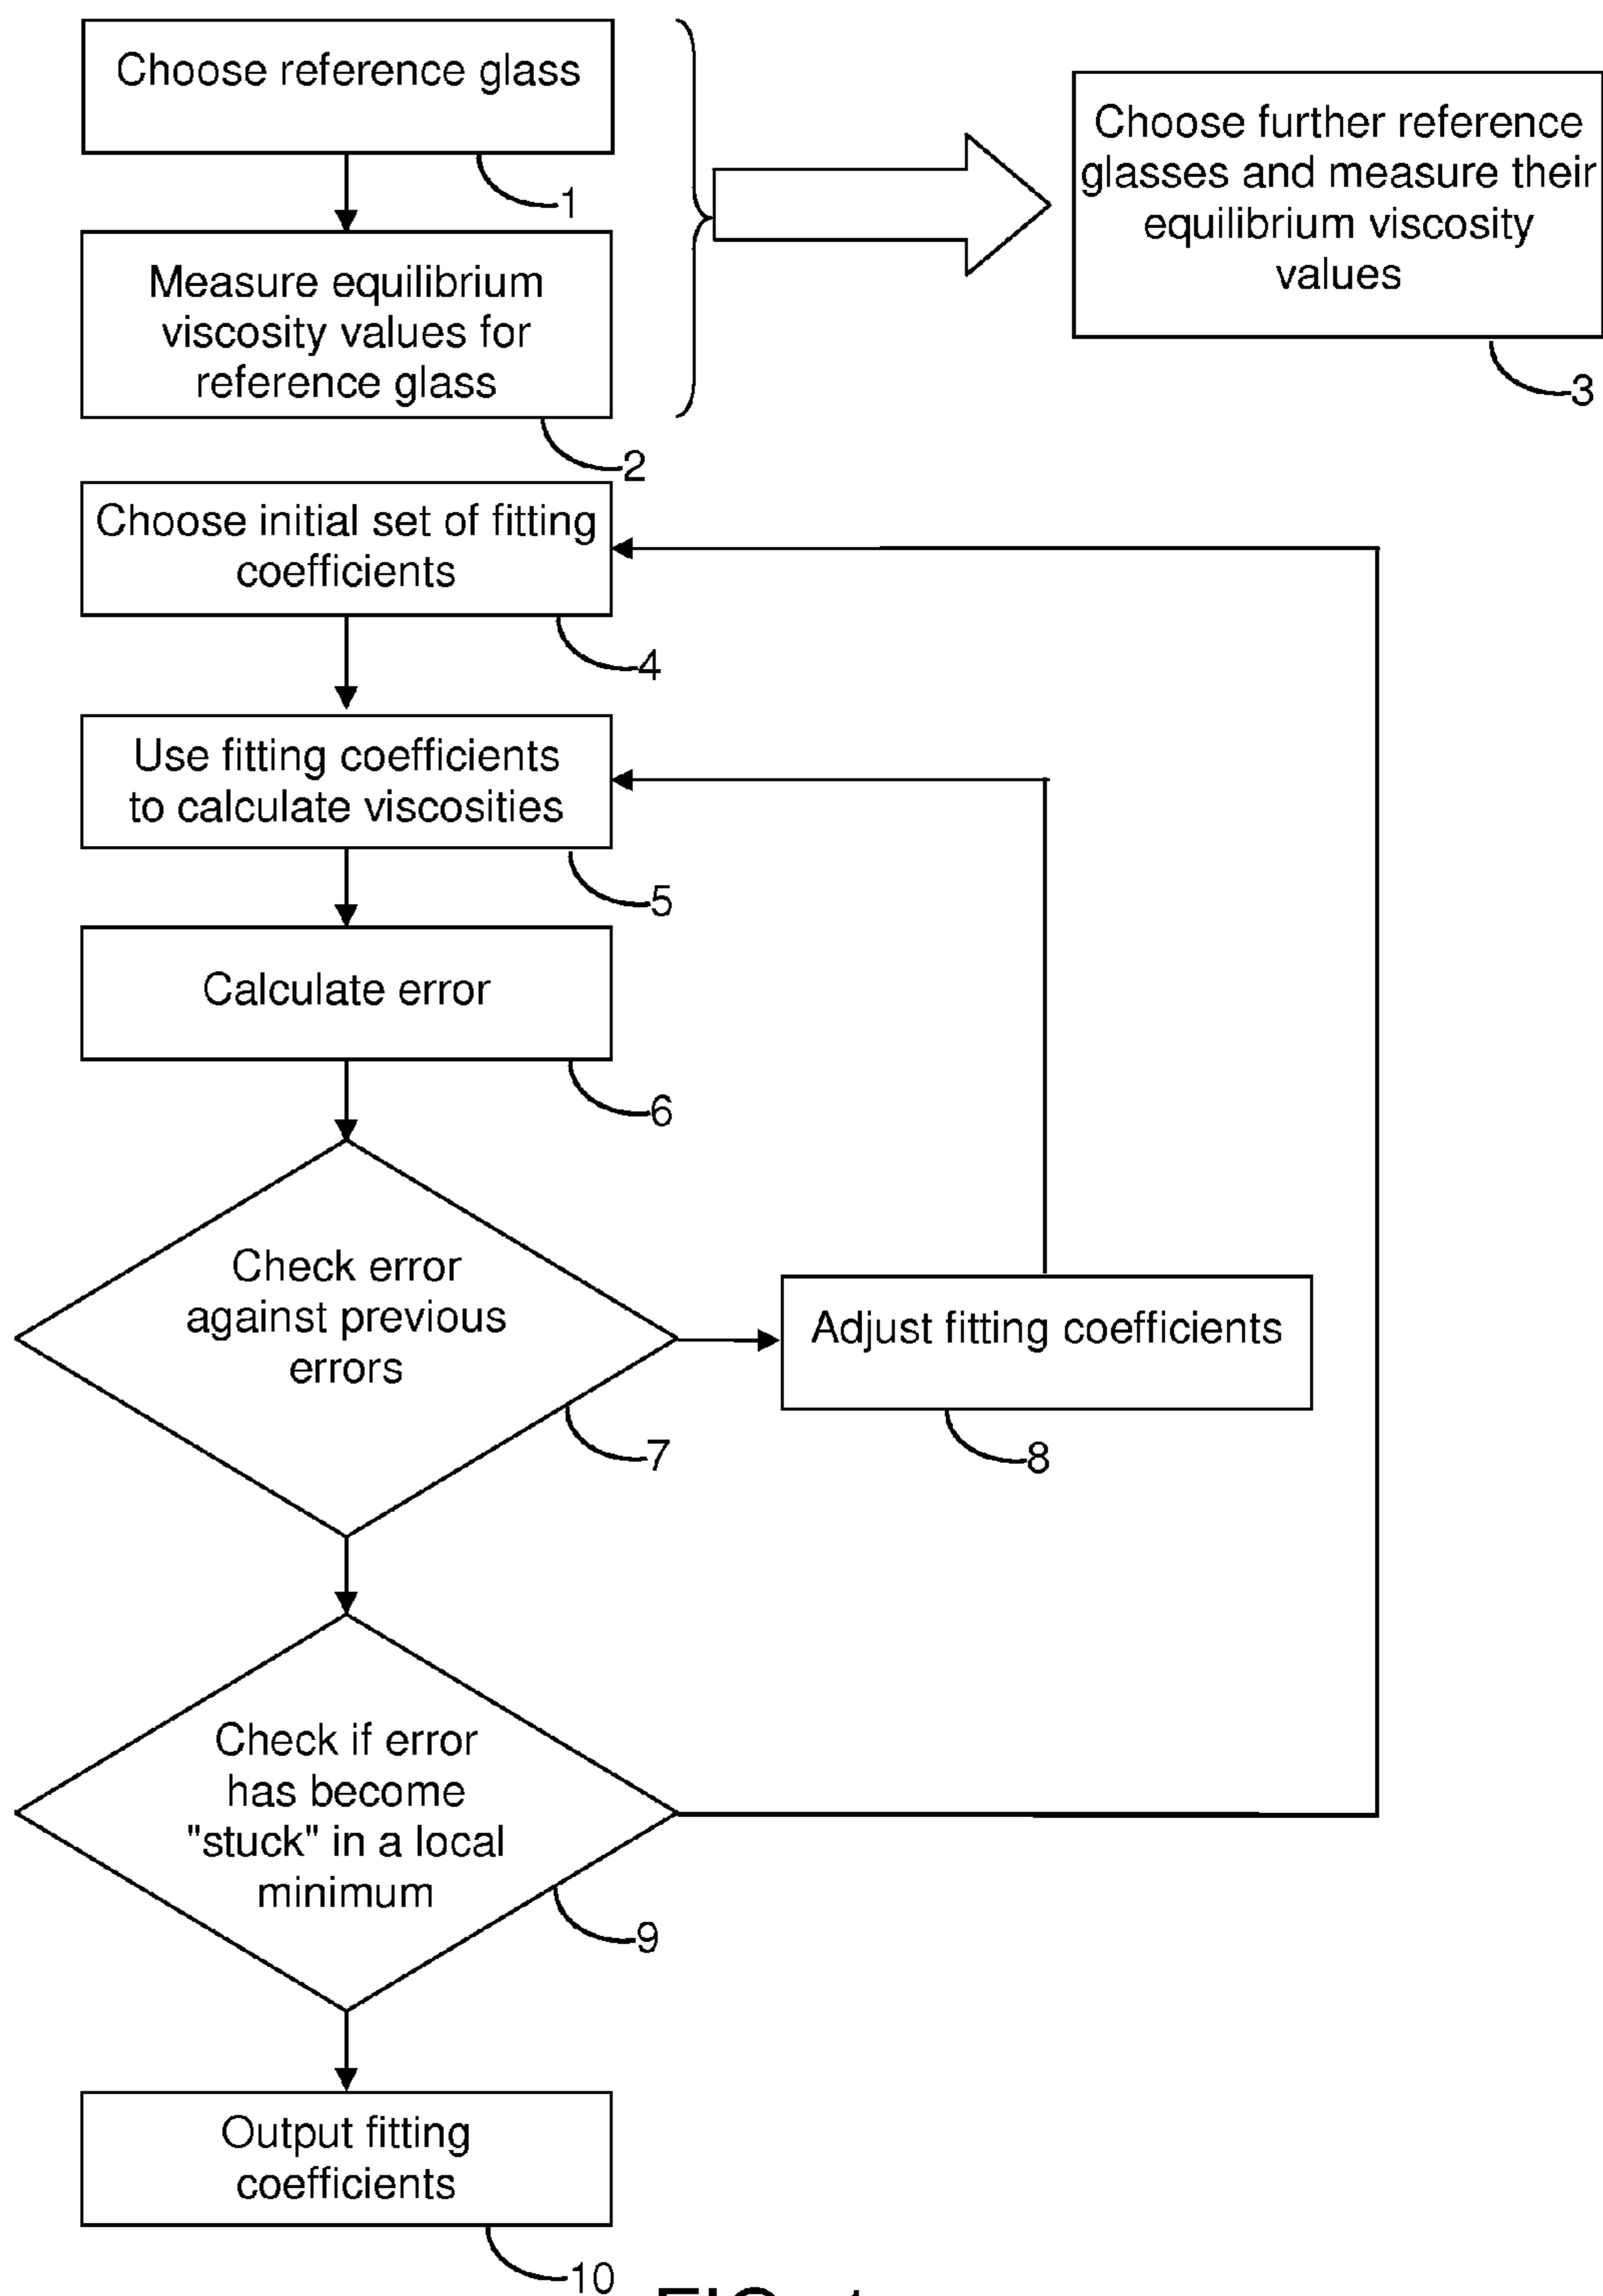 Choose reference glass
1
Measure equilibrium
viscosity values for
reference glass
2
Choose further reference
glasses and measure their
equilibrium viscosity
values
3
Choose initial set of fitting
coefficients
4
Use fitting coefficients
to calculate viscosities
5
Calculate error
6
Check error
against previous
errors
7
Adjust fitting coefficients
8
Check if error
has become
"stuck" in a local
minimum
9
Output fitting
coefficients
10